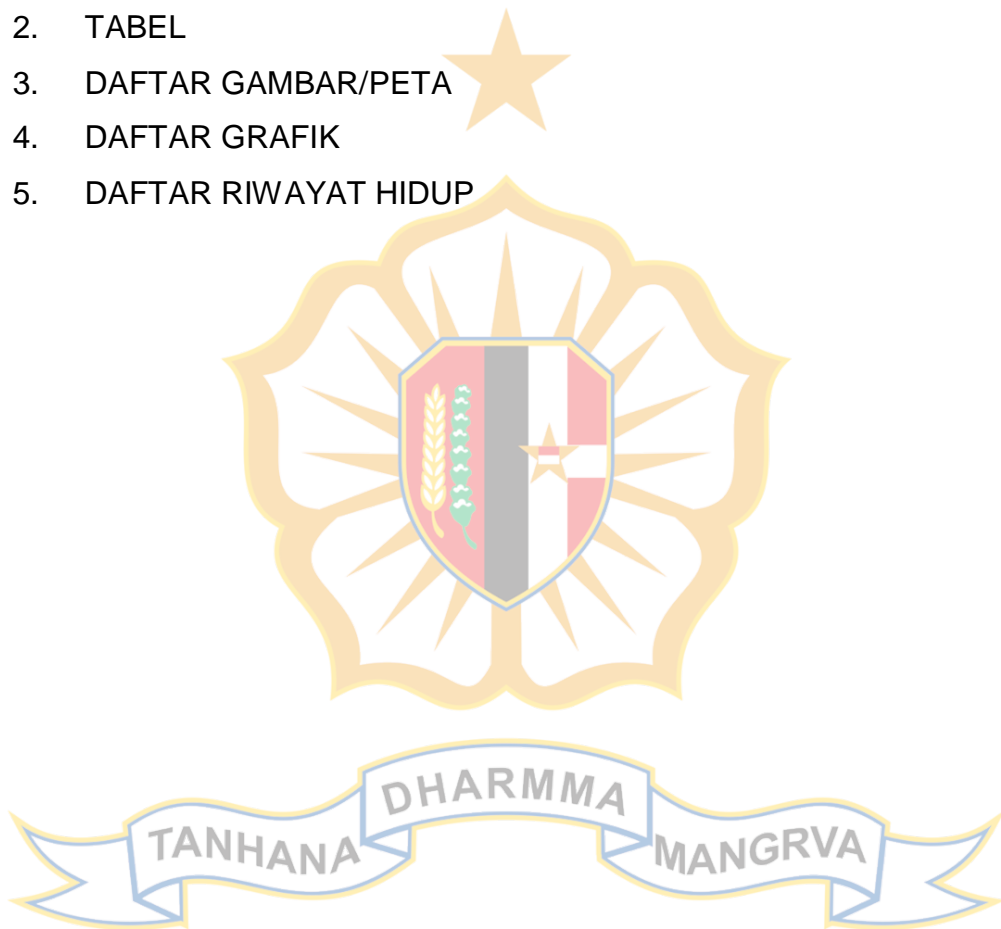 2. TABEL
3. DAFTAR GAMBAR/PETA
4. DAFTAR GRAFIK
5. DAFTAR RIWAYAT HIDUP
TANHANA DHARMMA MANGRVA